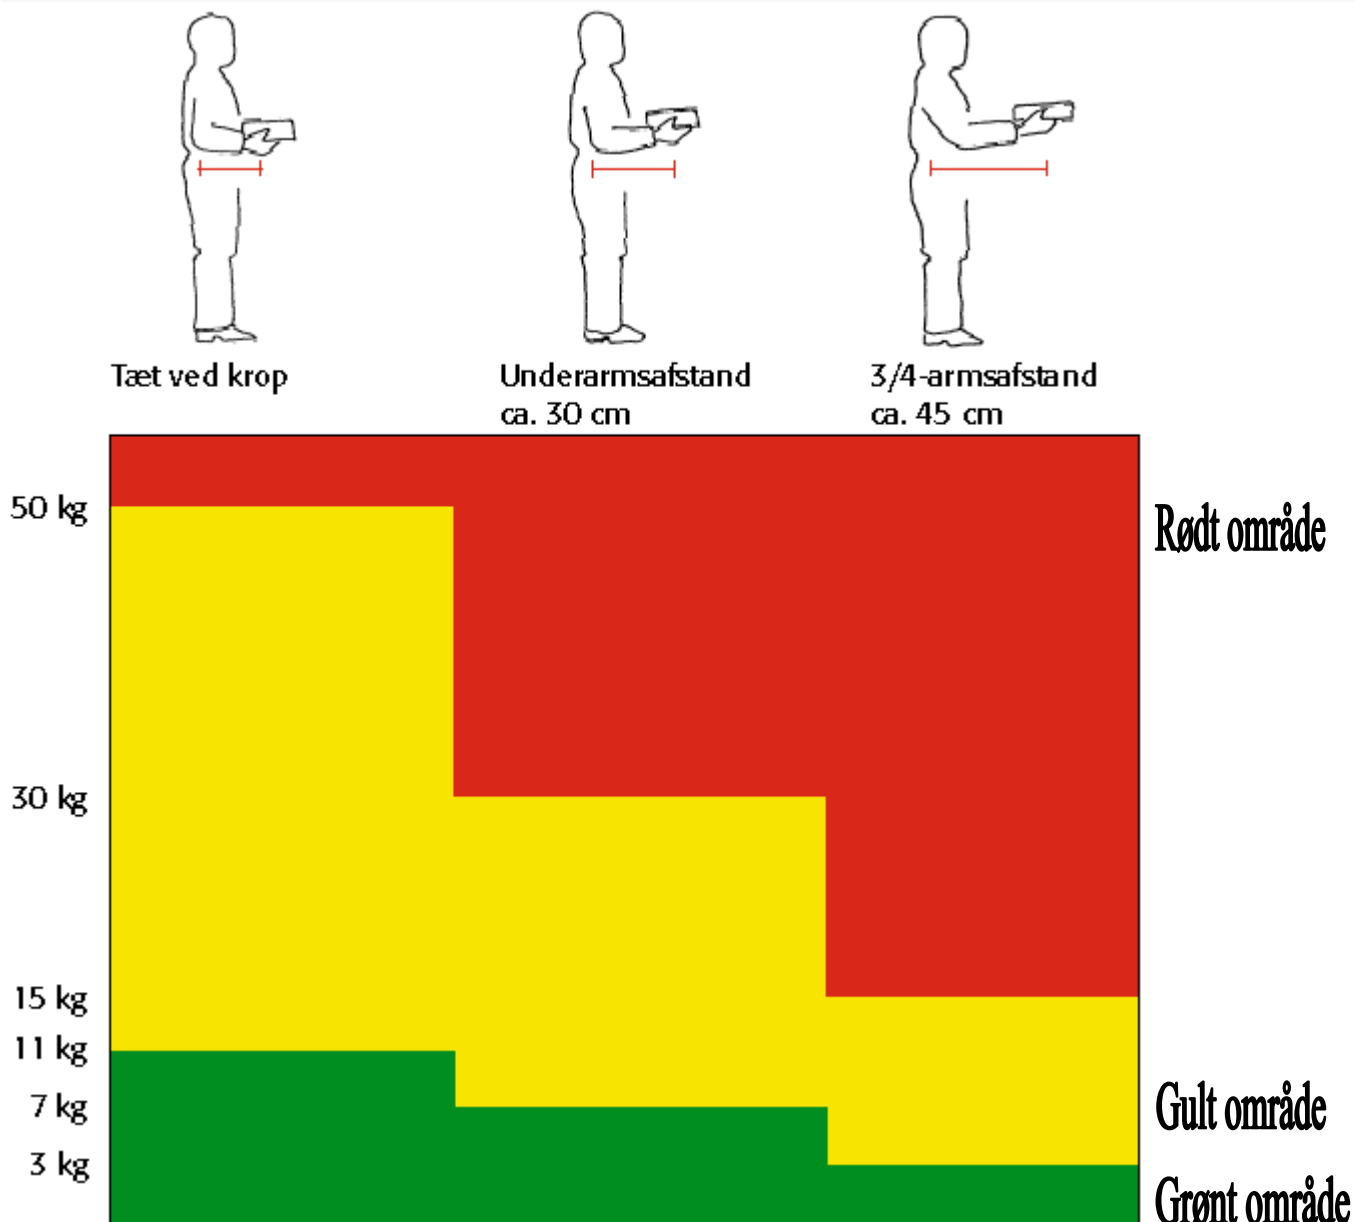 Tæt ved krop
Underarmsafstand
ca. 30 cm
3/4-armsafstand
ca. 45 cm
50 kg
Rødt område
30 kg
15 kg
11 kg
7 kg
Gult område
3 kg
Grønt område